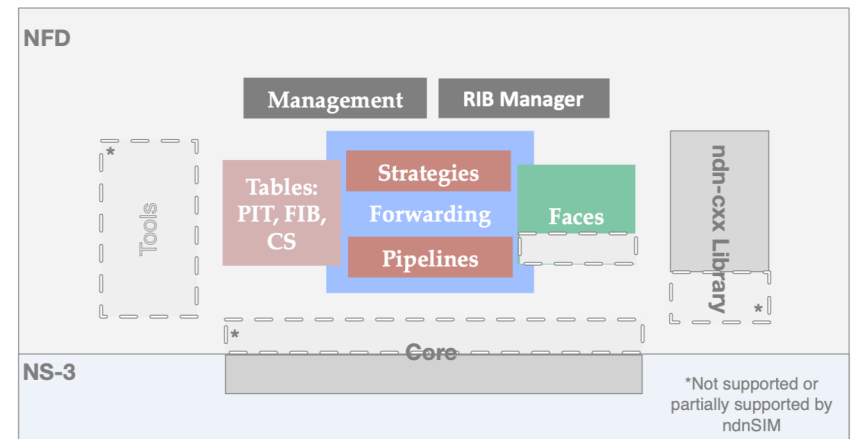 NFD
Management
RIB Manager
*
Tools
Tables:
PIT, FIB,
CS
Strategies
Forwarding
Pipelines
Faces
ndn-cxx Library
*
*
Core
NS-3
*Not supported or
partially supported by
ndnSIM